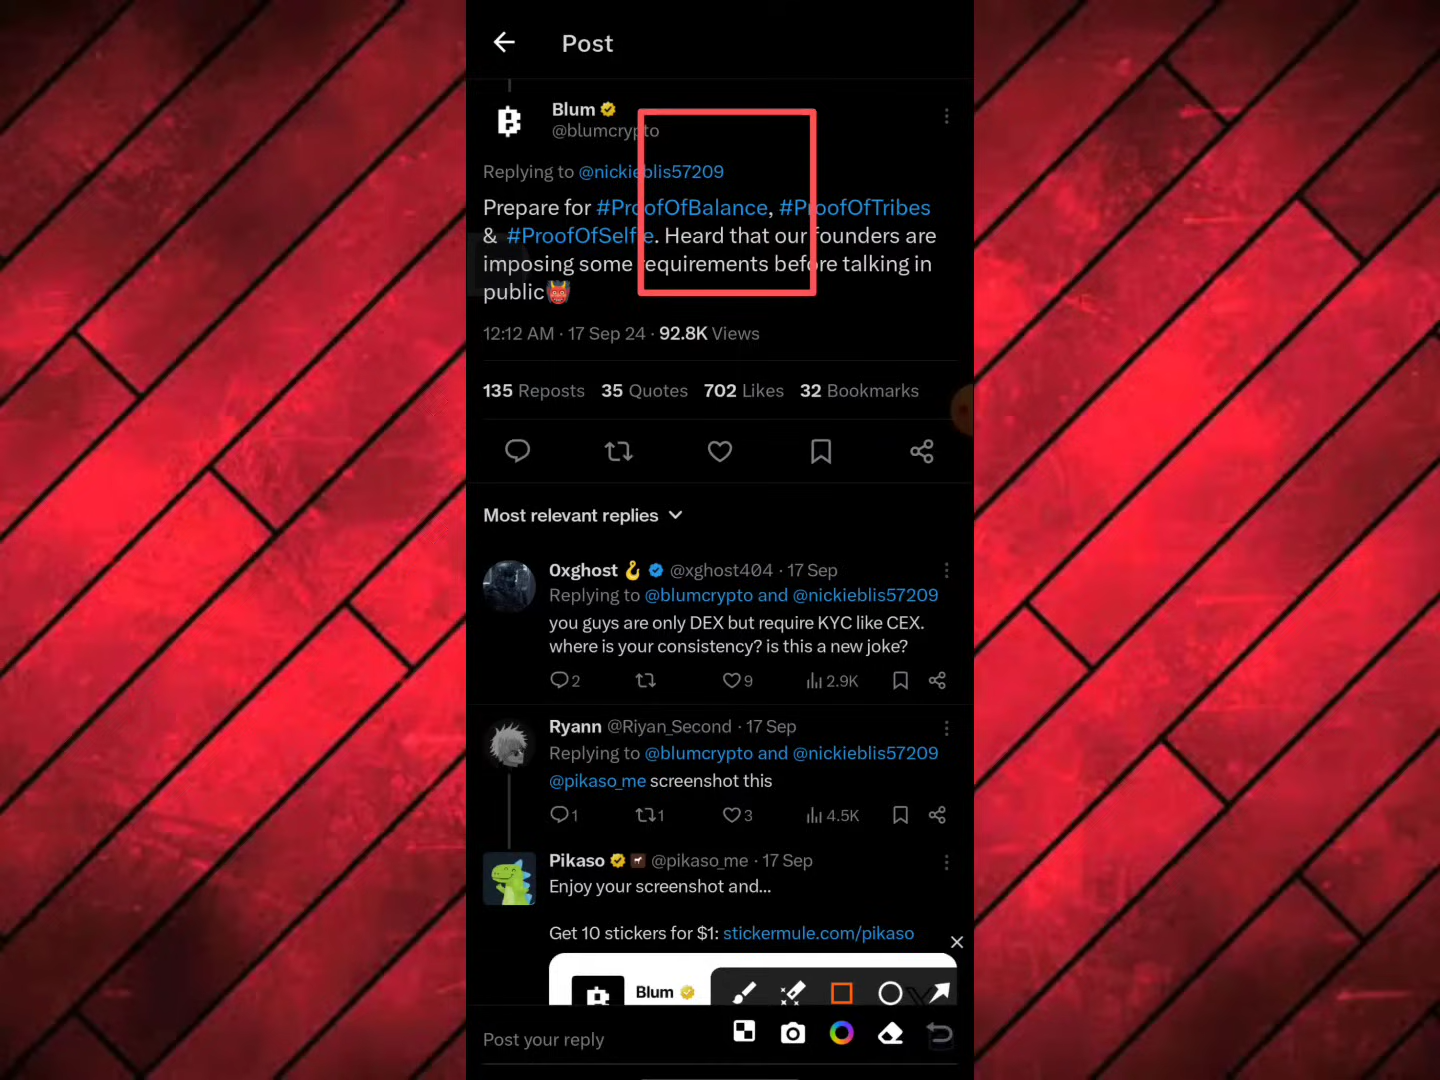 Post
Blum
@blumcrypto
Replying to @nickieblis57209
Prepare for #ProofOfBalance, #ProofOfTribes
& #ProofOfSelfie. Heard that our founders are
imposing some requirements before talking in
public👹
12:12 AM · 17 Sep 24 · 92.8K Views
135 Reposts 35 Quotes 702 Likes 32 Bookmarks
Most relevant replies
0xghost 🪝 @xghost404 · 17 Sep
Replying to @blumcrypto and @nickieblis57209
you guys are only DEX but require KYC like CEX.
where is your consistency? is this a new joke?
2 9 2.9K
Ryann @Riyan_Second · 17 Sep
Replying to @blumcrypto and @nickieblis57209
@pikaso_me screenshot this
1 1 3 4.5K
Pikaso @pikaso_me · 17 Sep
Enjoy your screenshot and...
Get 10 stickers for $1: stickermule.com/pikaso
Blum
Post your reply